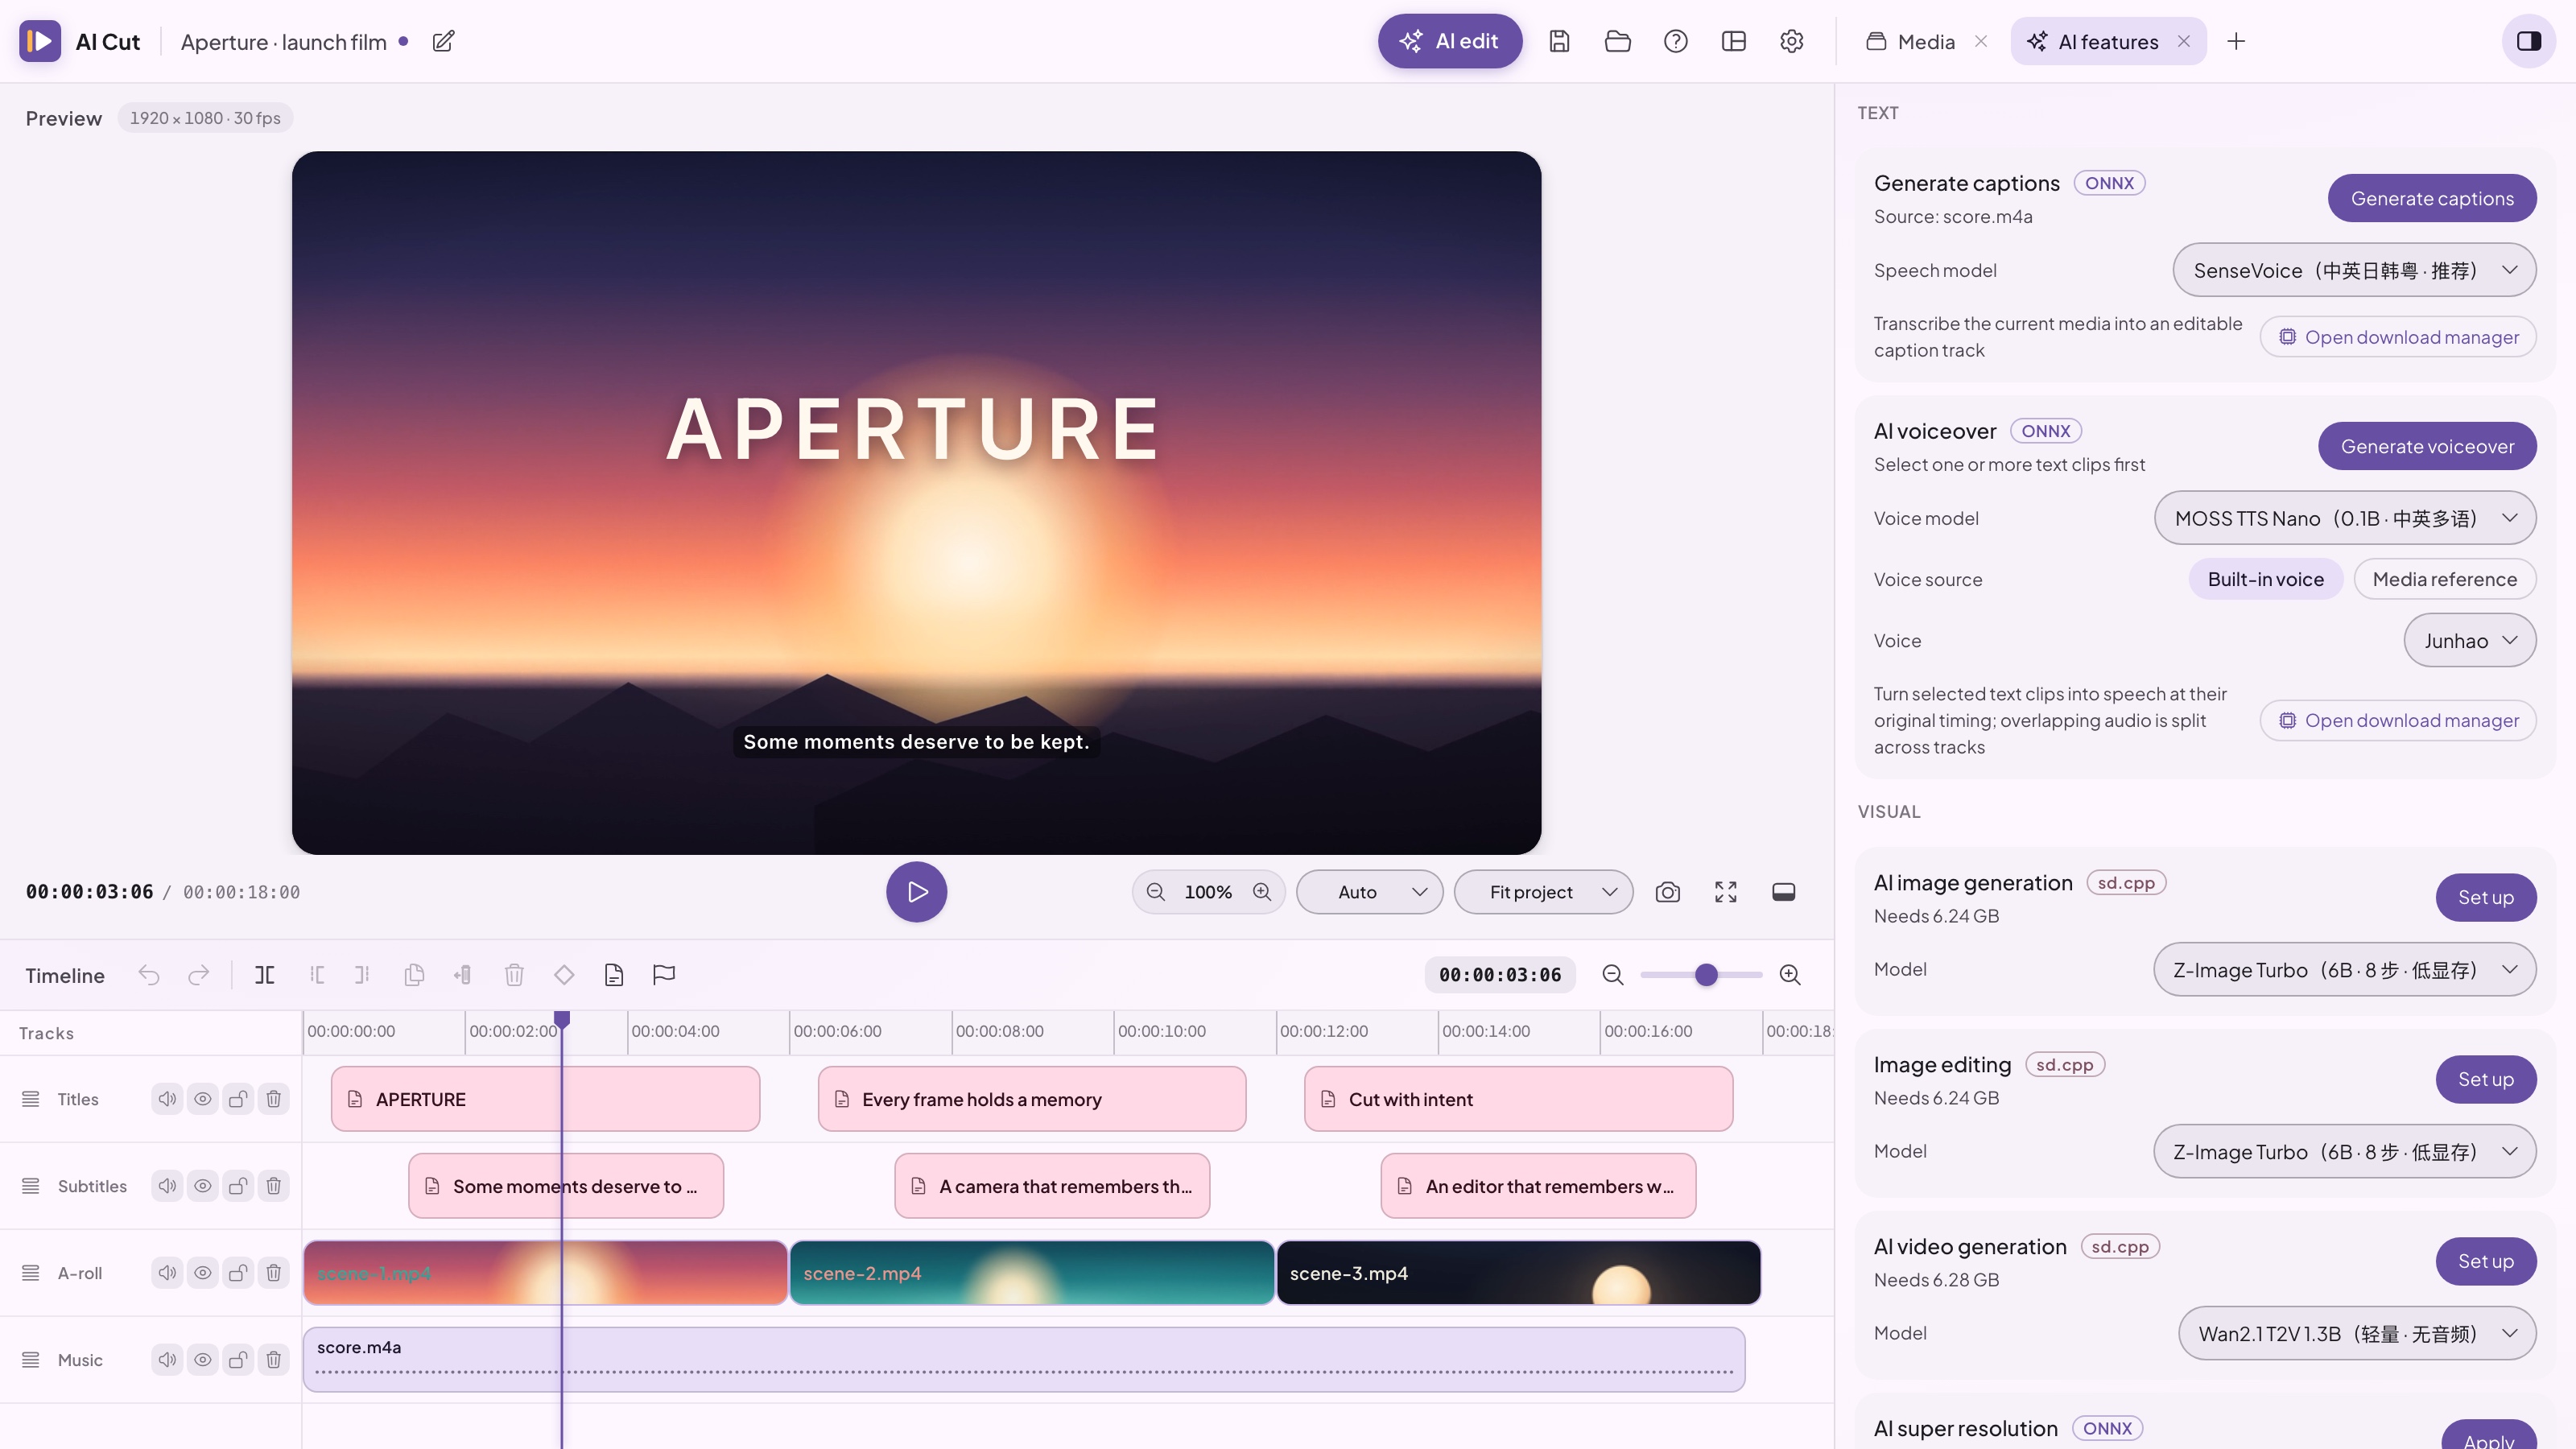 AI Cut
Aperture · launch film
AI edit
Media
AI features
Preview
1920 × 1080 · 30 fps
APERTURE
Some moments deserve to be kept.
00:00:03:06 / 00:00:18:00
100%
Auto
Fit project
Timeline
00:00:03:06
Tracks
00:00:00:00
00:00:02:00
00:00:04:00
00:00:06:00
00:00:08:00
00:00:10:00
00:00:12:00
00:00:14:00
00:00:16:00
00:00:18:
Titles
APERTURE
Every frame holds a memory
Cut with intent
Subtitles
Some moments deserve to ...
A camera that remembers th...
An editor that remembers w...
A-roll
scene-1.mp4
scene-2.mp4
scene-3.mp4
Music
score.m4a
TEXT
Generate captions
ONNX
Generate captions
Source: score.m4a
Speech model
SenseVoice（中英日韩粤 · 推荐）
Transcribe the current media into an editable
caption track
Open download manager
AI voiceover
ONNX
Generate voiceover
Select one or more text clips first
Voice model
MOSS TTS Nano（0.1B · 中英多语）
Voice source
Built-in voice
Media reference
Voice
Junhao
Turn selected text clips into speech at their
original timing; overlapping audio is split
across tracks
Open download manager
VISUAL
AI image generation
sd.cpp
Set up
Needs 6.24 GB
Model
Z-Image Turbo（6B · 8 步 · 低显存）
Image editing
sd.cpp
Set up
Needs 6.24 GB
Model
Z-Image Turbo（6B · 8 步 · 低显存）
AI video generation
sd.cpp
Set up
Needs 6.28 GB
Model
Wan2.1 T2V 1.3B（轻量 · 无音频）
AI super resolution
ONNX
Apply